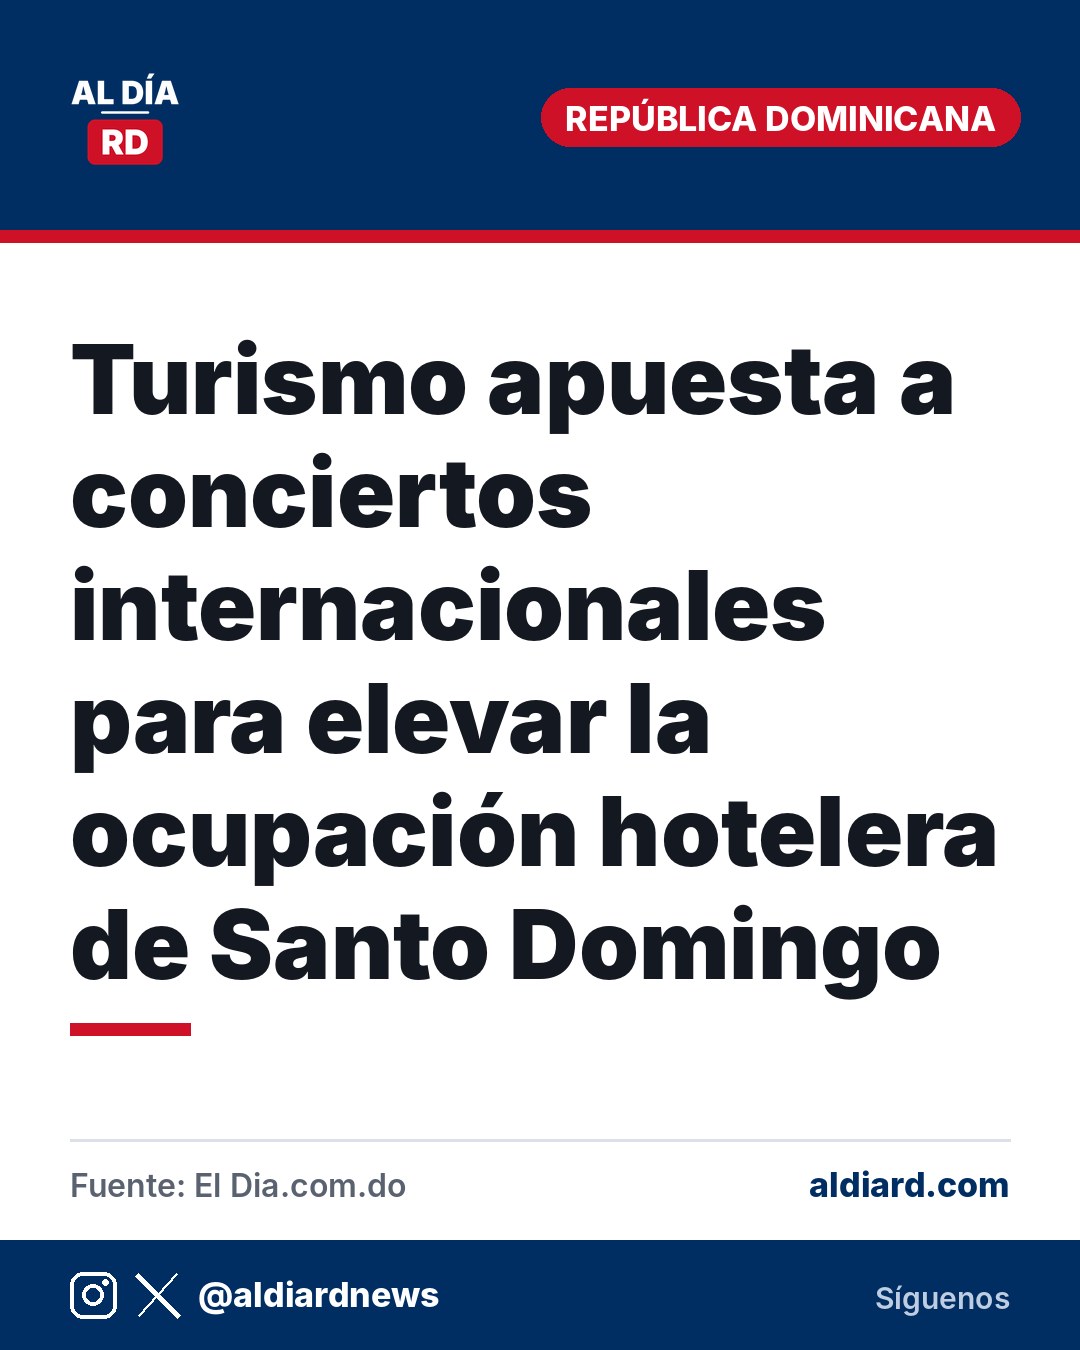 AL DÍA
RD
REPÚBLICA DOMINICANA
Turismo apuesta a
conciertos
internacionales
para elevar la
ocupación hotelera
de Santo Domingo
Fuente: El Dia.com.do
aldiard.com
@aldiardnews
Síguenos